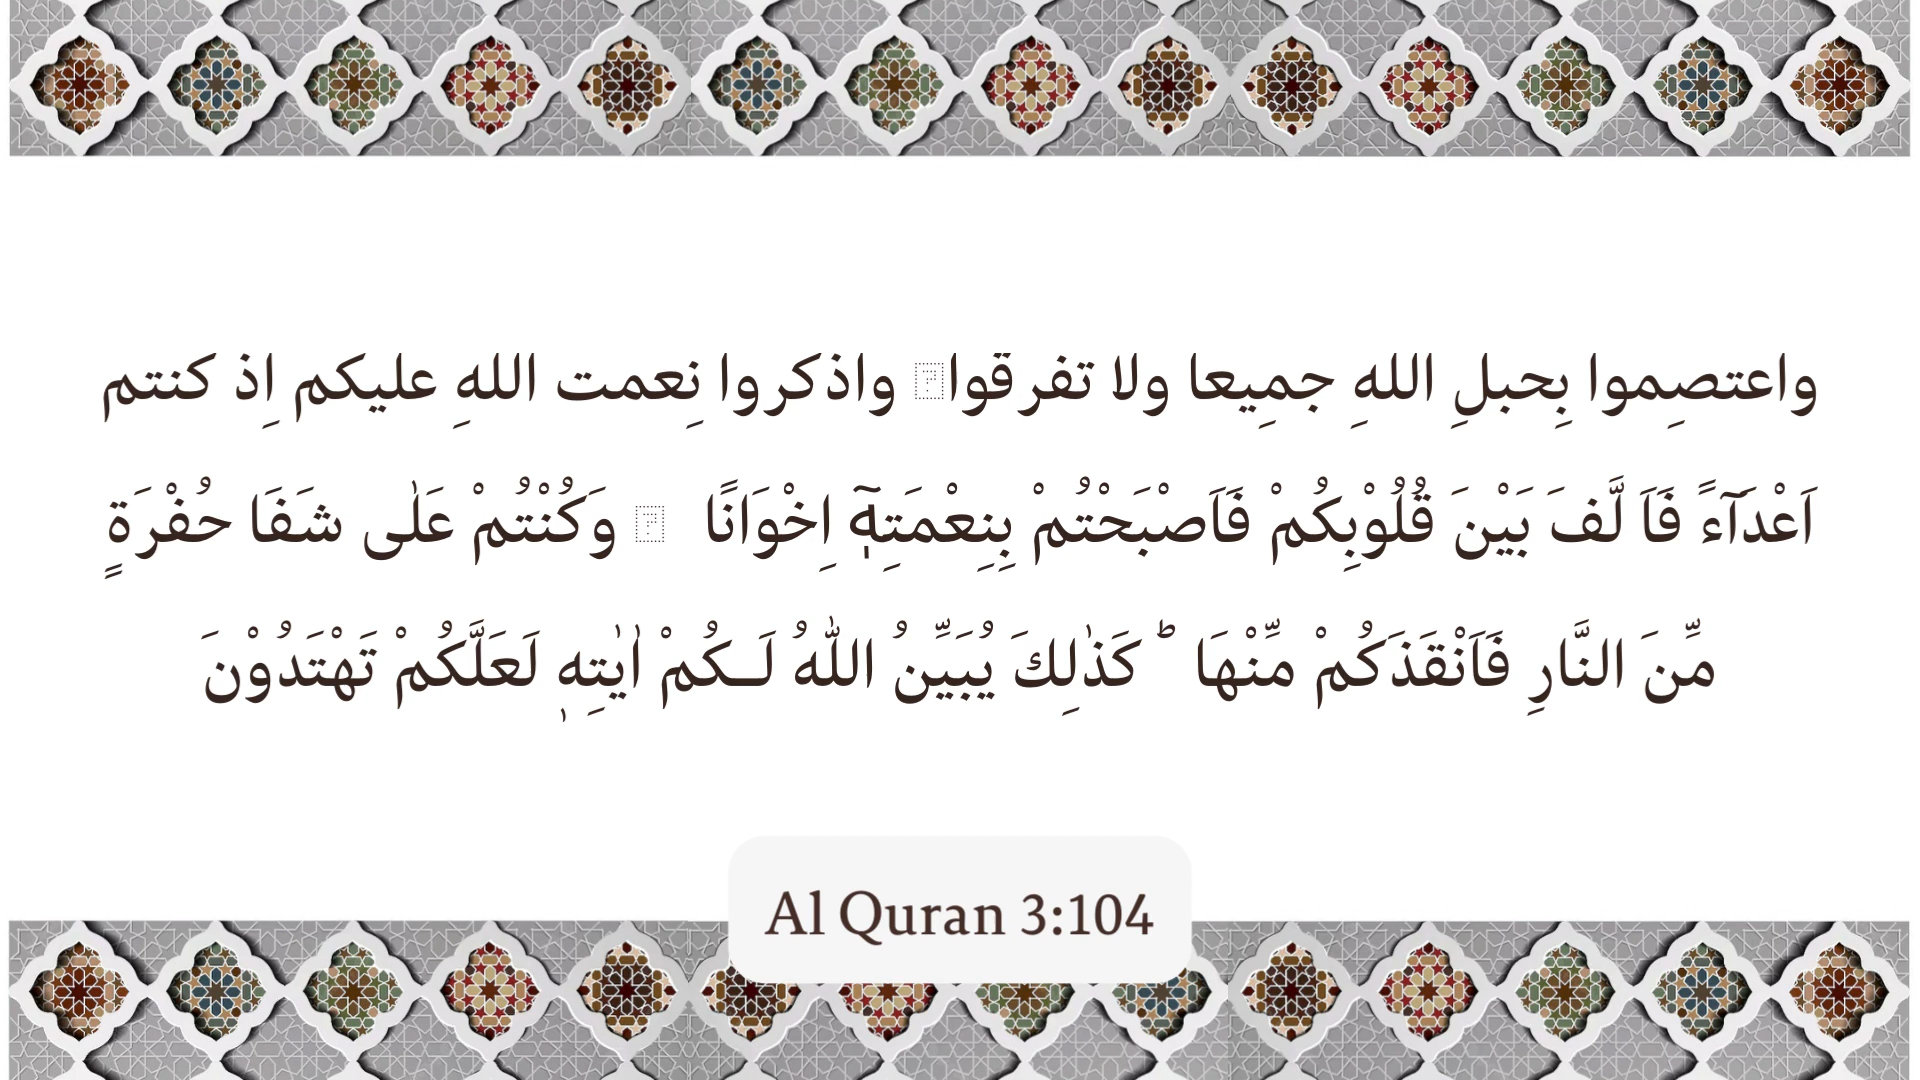 واعتصِموا بِحبلِ اللهِ جمِيعا ولا تفرقوا واذكروا نِعمت اللهِ عليكم اِذ كنتم
اَعْدَآءً فَاَ لَّفَ بَيْنَ قُلُوْبِكُمْ فَاَصْبَحْتُمْ بِنِعْمَتِهٖۤ اِخْوَانًا وَكُنْتُمْ عَلٰى شَفَا حُفْرَةٍ
مِّنَ النَّارِ فَاَنْقَذَكُمْ مِّنْهَا ؕ كَذٰلِكَ يُبَيِّنُ اللّٰهُ لَـكُمْ اٰيٰتِهٖ لَعَلَّكُمْ تَهْتَدُوْنَ
Al Quran 3:104